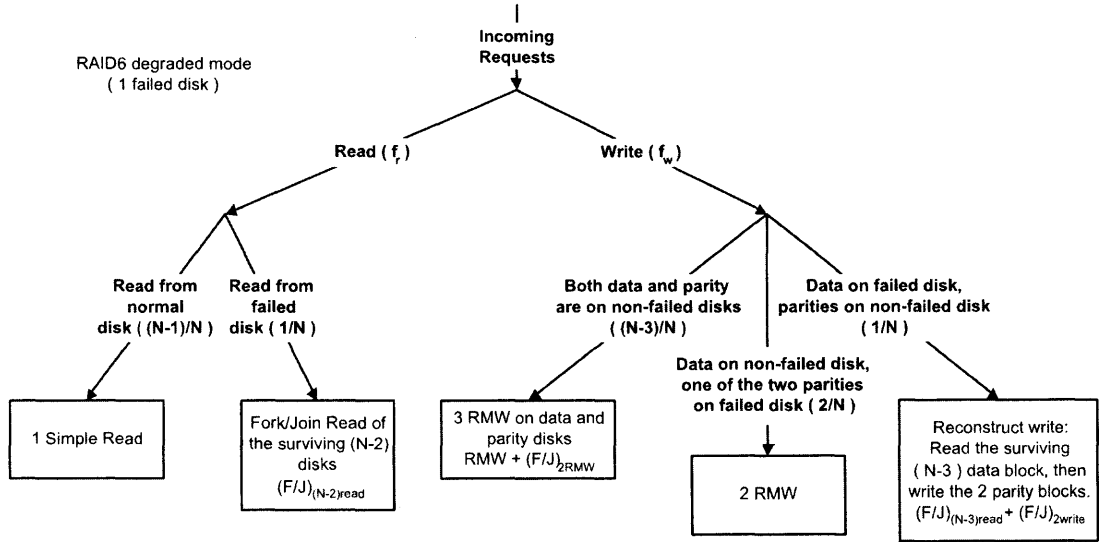 Incoming
Requests
RAID6 degraded mode
( 1 failed disk )
Read ( f_r )
Write ( f_w )
Read from
normal
disk ( (N-1)/N )
Read from
failed
disk ( 1/N )
Both data and parity
are on non-failed disks
( (N-3)/N )
Data on non-failed disk,
one of the two parities
on failed disk ( 2/N )
Data on failed disk,
parities on non-failed disk
( 1/N )
1 Simple Read
Fork/Join Read of
the surviving (N-2)
disks
(F/J)_(N-2)read
3 RMW on data and
parity disks
RMW + (F/J)_2RMW
2 RMW
Reconstruct write:
Read the surviving
( N-3 ) data block, then
write the 2 parity blocks.
(F/J)_(N-3)read + (F/J)_2write